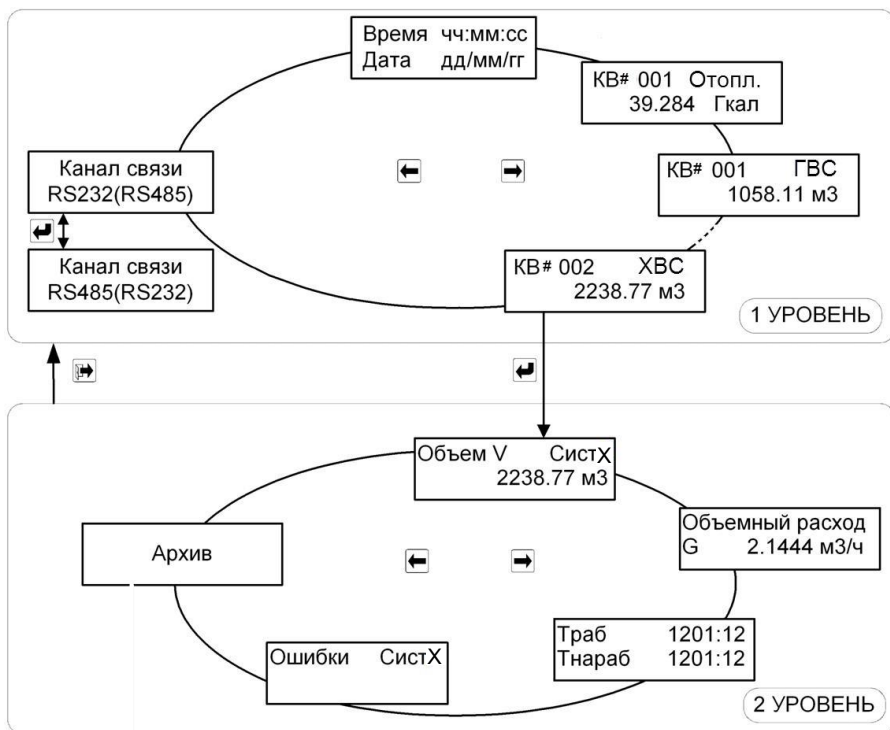 Время чч:мм:сс
Дата дд/мм/гг
КВ# 001 Отопл.
39.284 Гкал
КВ# 001 ГВС
1058.11 м3
Канал связи
RS232(RS485)
Канал связи
RS485(RS232)
КВ# 002 ХВС
2238.77 м3
1 УРОВЕНЬ
Объем V СистХ
2238.77 м3
Объемный расход
G 2.1444 м3/ч
Архив
Траб 1201:12
Тнараб 1201:12
Ошибки СистХ
2 УРОВЕНЬ